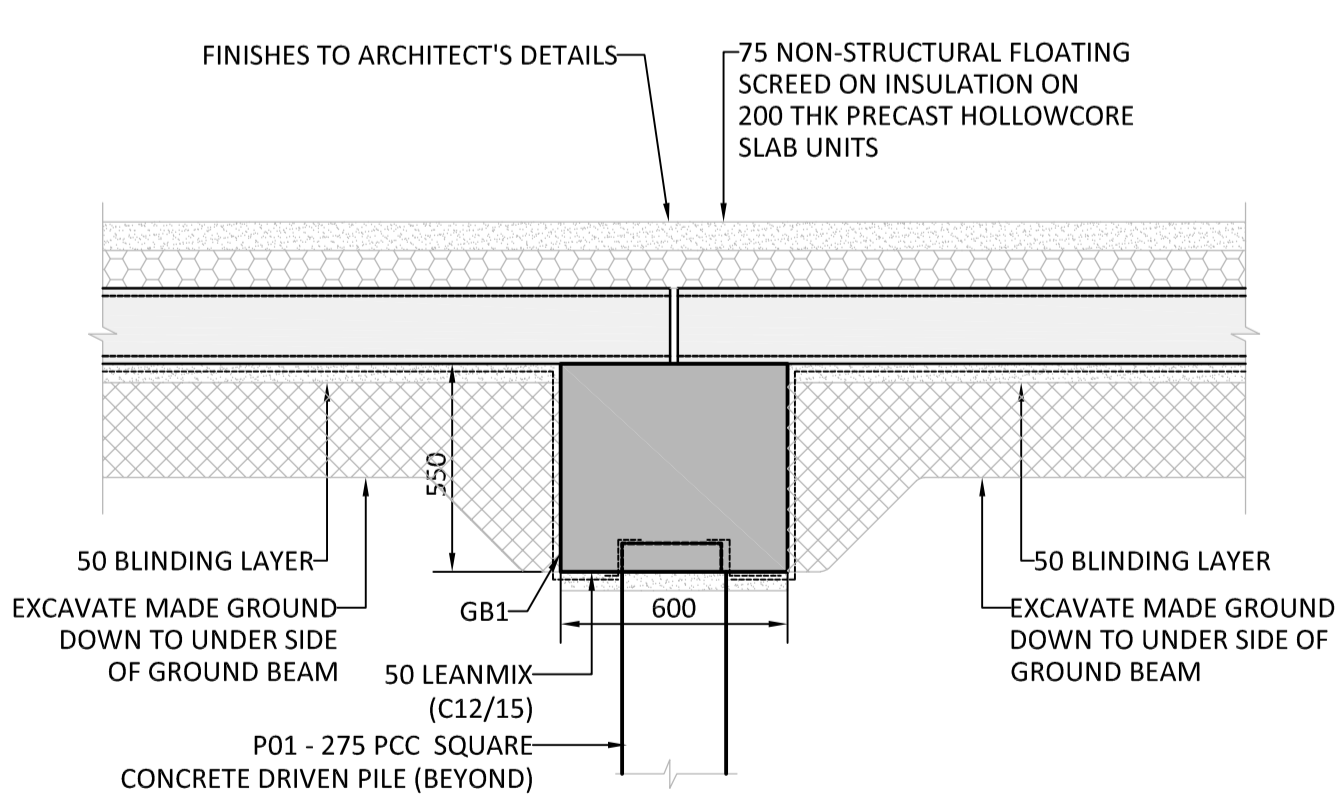 FINISHES TO ARCHITECT'S DETAILS
75 NON-STRUCTURAL FLOATING
SCREED ON INSULATION ON
200 THK PRECAST HOLLOWCORE
SLAB UNITS
550
50 BLINDING LAYER
EXCAVATE MADE GROUND
DOWN TO UNDER SIDE
OF GROUND BEAM
GB1
600
50 LEANMIX
(C12/15)
P01 - 275 PCC SQUARE
CONCRETE DRIVEN PILE (BEYOND)
50 BLINDING LAYER
EXCAVATE MADE GROUND
DOWN TO UNDER SIDE OF
GROUND BEAM